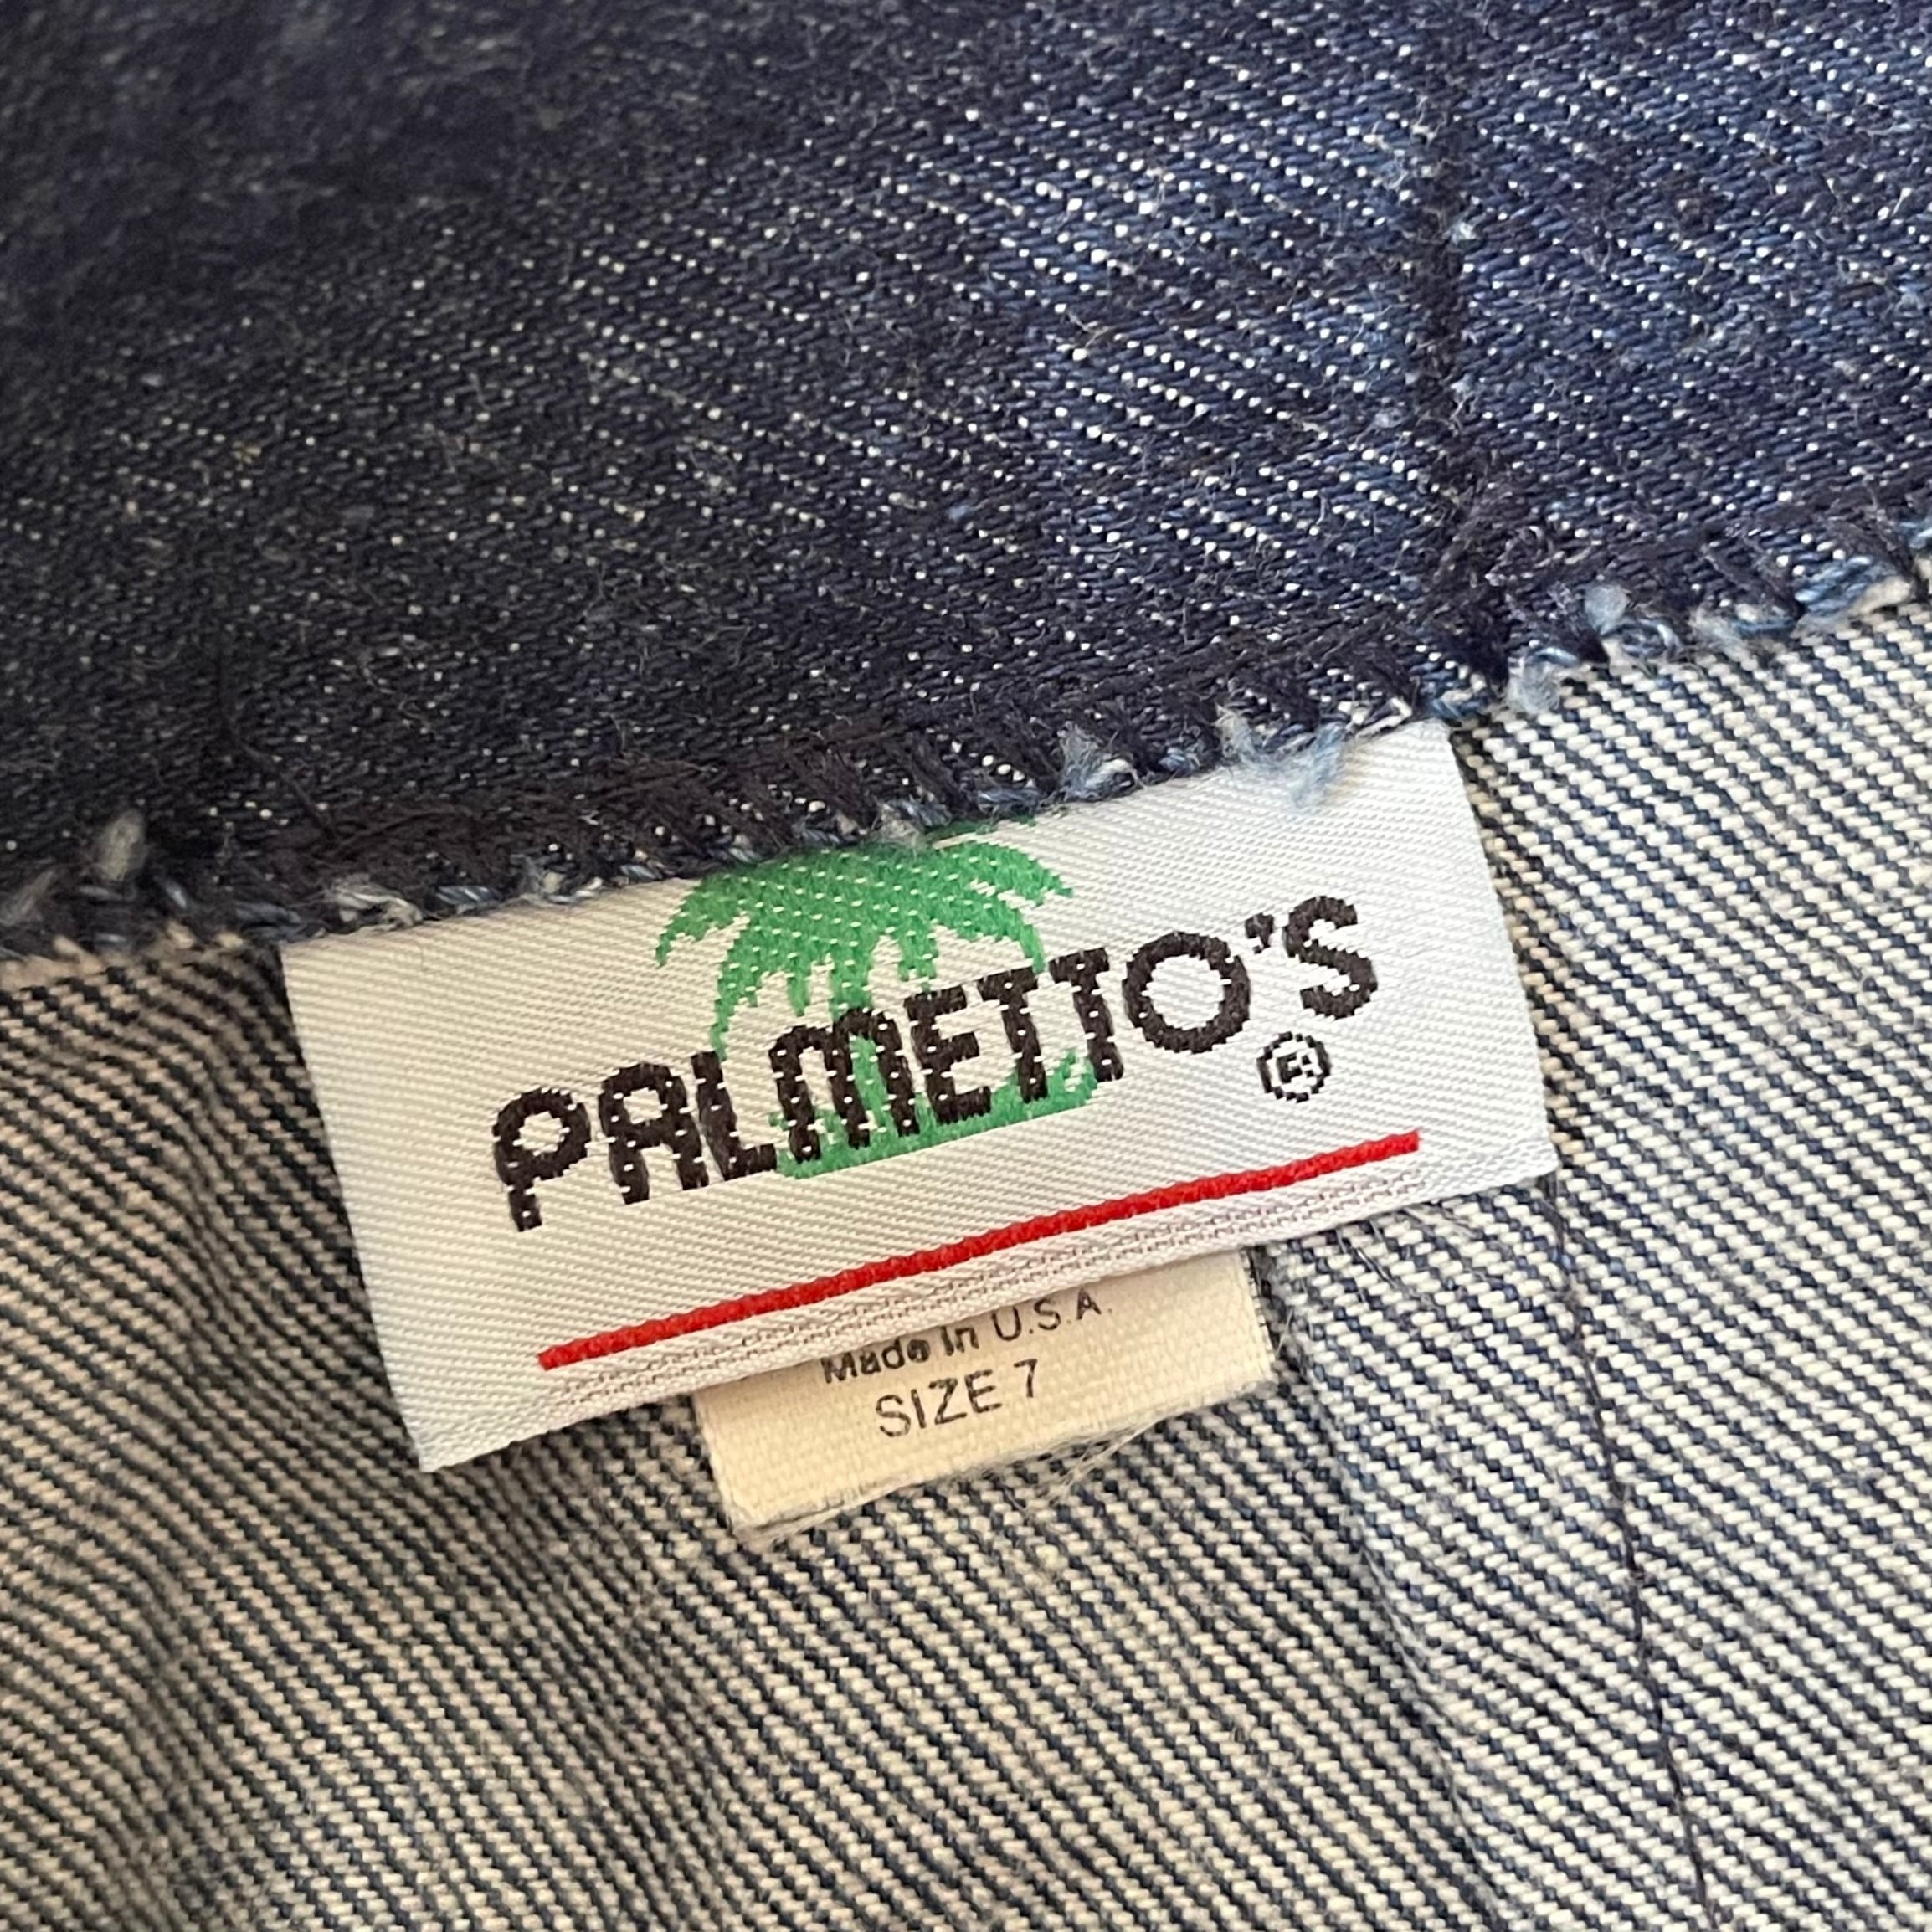 PALMETTO'S
®
Made In U.S.A.
SIZE 7